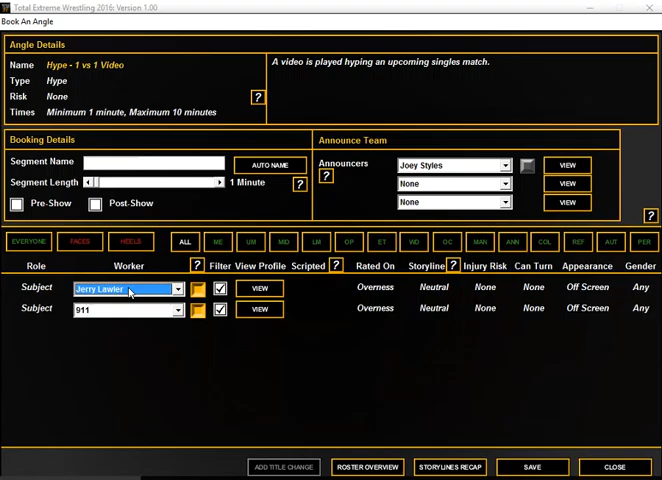 Total Extreme Wrestling 2016: Version 1.00
Book An Angle
Angle Details
Name Hype - 1 vs 1 Video
Type Hype
Risk None ?
Times Minimum 1 minute, Maximum 10 minutes
A video is played hyping an upcoming singles match.
Booking Details
Segment Name AUTO NAME
Segment Length 1 Minute ?
Pre-Show Post-Show
Announce Team
Announcers Joey Styles VIEW
? None VIEW
None VIEW
?
EVERYONE FACES HEELS ALL ME UM MID LM OP ET WD OC MAN ANN COL REF AUT PER
Role Worker ? Filter View Profile Scripted ? Rated On Storyline ? Injury Risk Can Turn Appearance Gender
Subject Jerry Lawler VIEW Overness Neutral None None Off Screen Any
Subject 911 VIEW Overness Neutral None None Off Screen Any
ADD TITLE CHANGE ROSTER OVERVIEW STORYLINES RECAP SAVE CLOSE